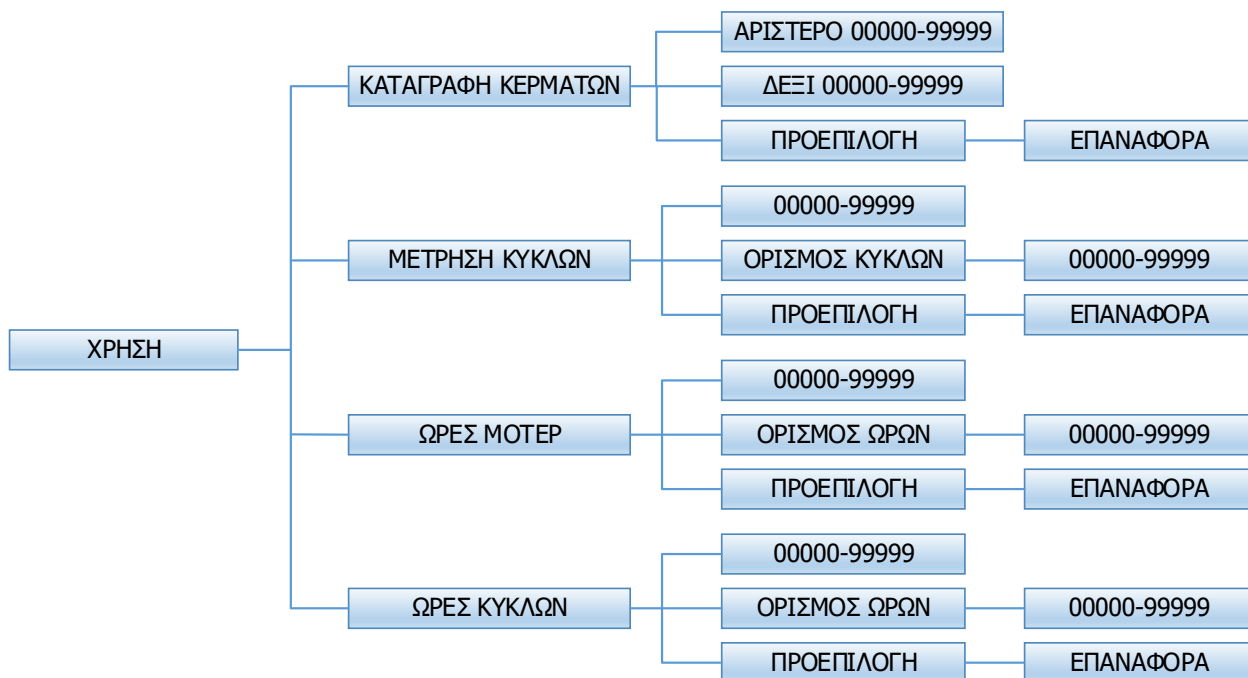 ΑΡΙΣΤΕΡΟ 00000-99999
ΚΑΤΑΓΡΑΦΗ ΚΕΡΜΑΤΩΝ
ΔΕΞΙ 00000-99999
ΠΡΟΕΠΙΛΟΓΗ
ΕΠΑΝΑΦΟΡΑ
00000-99999
ΜΕΤΡΗΣΗ ΚΥΚΛΩΝ
ΟΡΙΣΜΟΣ ΚΥΚΛΩΝ
00000-99999
ΠΡΟΕΠΙΛΟΓΗ
ΕΠΑΝΑΦΟΡΑ
ΧΡΗΣΗ
00000-99999
ΩΡΕΣ ΜΟΤΕΡ
ΟΡΙΣΜΟΣ ΩΡΩΝ
00000-99999
ΠΡΟΕΠΙΛΟΓΗ
ΕΠΑΝΑΦΟΡΑ
00000-99999
ΩΡΕΣ ΚΥΚΛΩΝ
ΟΡΙΣΜΟΣ ΩΡΩΝ
00000-99999
ΠΡΟΕΠΙΛΟΓΗ
ΕΠΑΝΑΦΟΡΑ